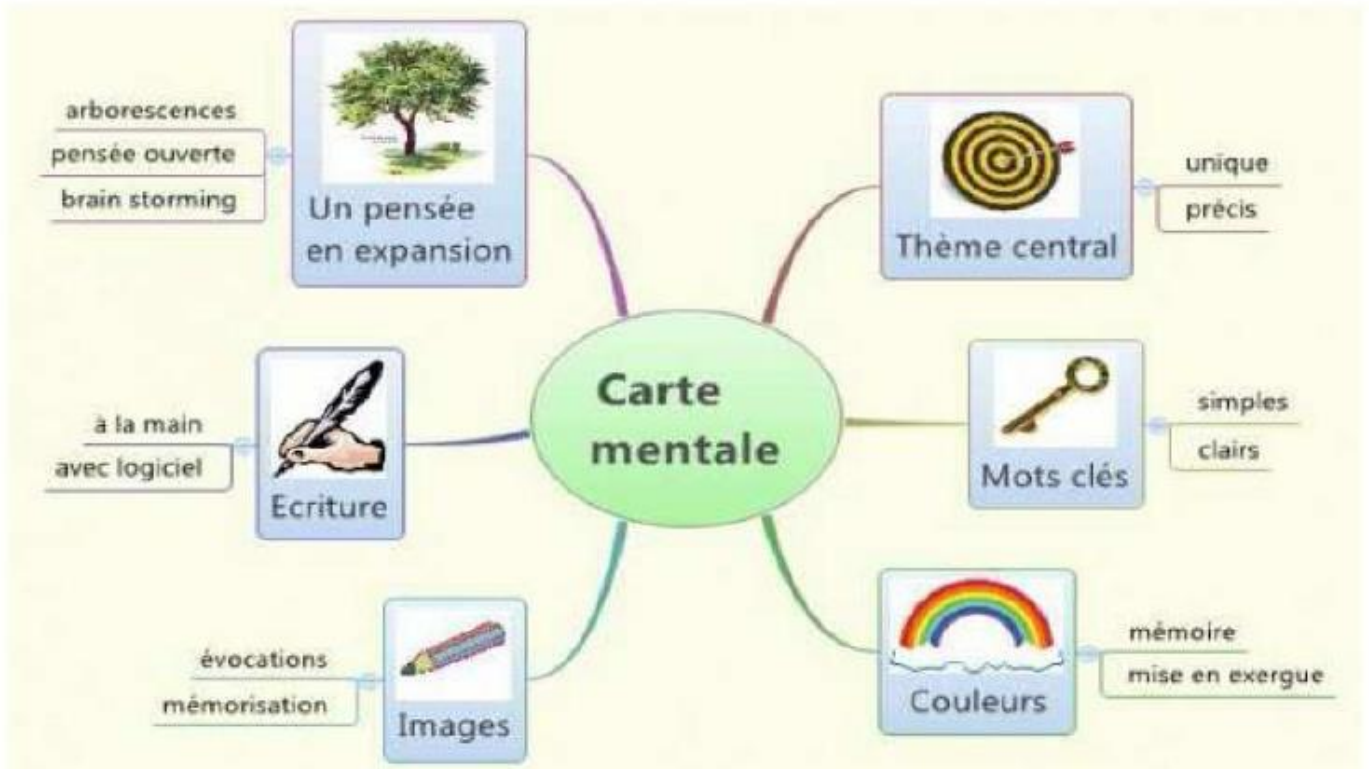 Carte
mentale
Thème central
unique
précis
Mots clés
simples
clairs
Couleurs
mémoire
mise en exergue
Images
évocations
mémorisation
Ecriture
à la main
avec logiciel
Un pensée
en expansion
arborescences
pensée ouverte
brain storming